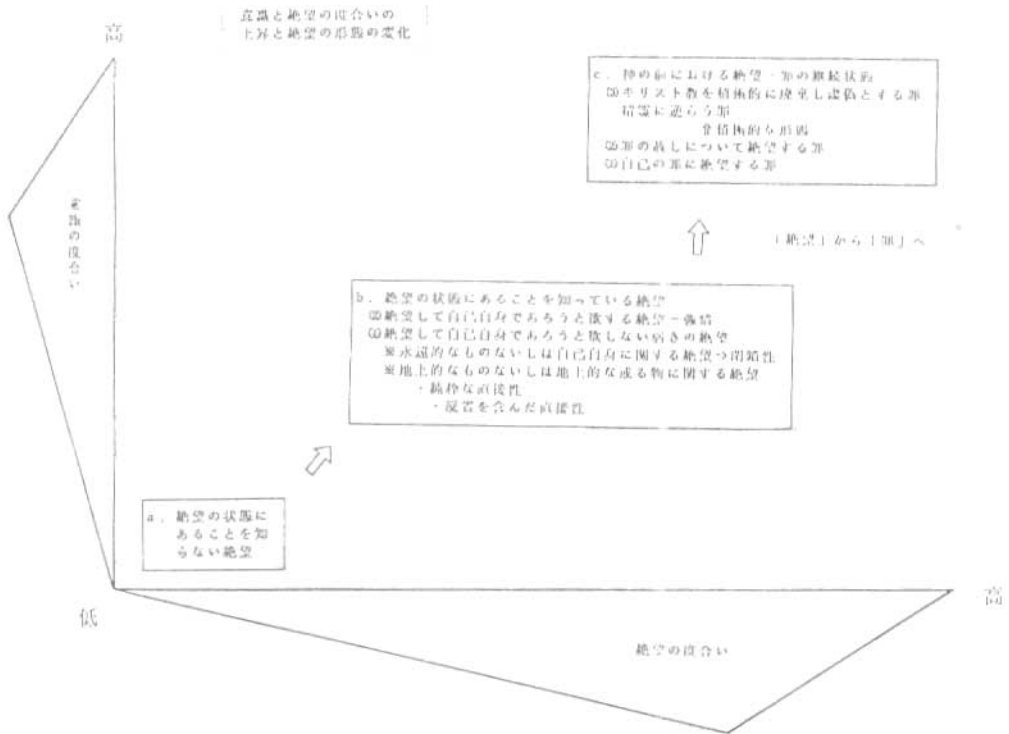 意識と絶望の度合いの
上昇と絶望の形態の変化
高
c．神の前における絶望－罪の継続状態
(3)キリスト教を積極的に廃棄し虚偽とする罪
精霊に逆らう罪
積極的な形態
(2)罪の赦しについて絶望する罪
(1)自己の罪に絶望する罪
意識の度合い
「絶望」から「罪」へ
b．絶望の状態にあることを知っている絶望
(2)絶望して自己自身であろうと欲する絶望－強情
(1)絶望して自己自身であろうと欲しない弱さの絶望
※永遠的なものないしは自己自身に関する絶望→閉鎖性
※地上的なものないしは地上的な或る物に関する絶望
・純粋な直接性
・反省を含んだ直接性
a．絶望の状態に
あることを知
らない絶望
低
高
絶望の度合い